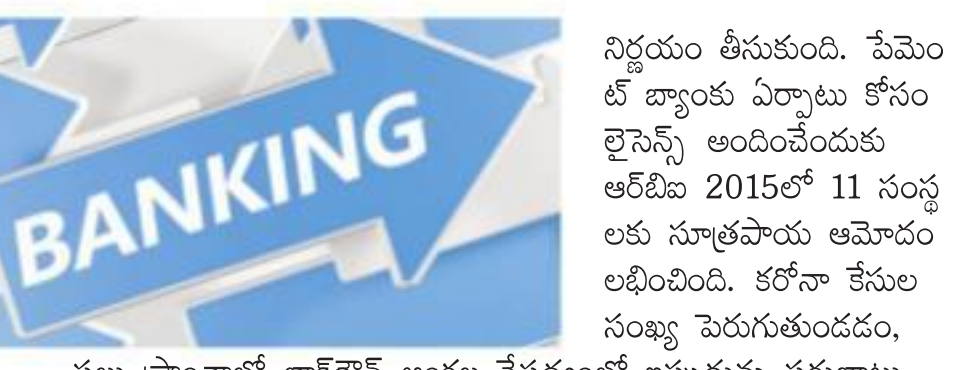 BANKING
నిర్ణయం తీసుకుంది. పేమెం
ట్ బ్యాంకు ఏర్పాటు కోసం
లైసెన్స్ అందించేందుకు
ఆర్‌బిఐ 2015లో 11 సంస్థ
లకు సూత్రప్రాయ ఆమోదం
లభించింది. కరోనా కేసుల
సంఖ్య పెరుగుతుండడం,